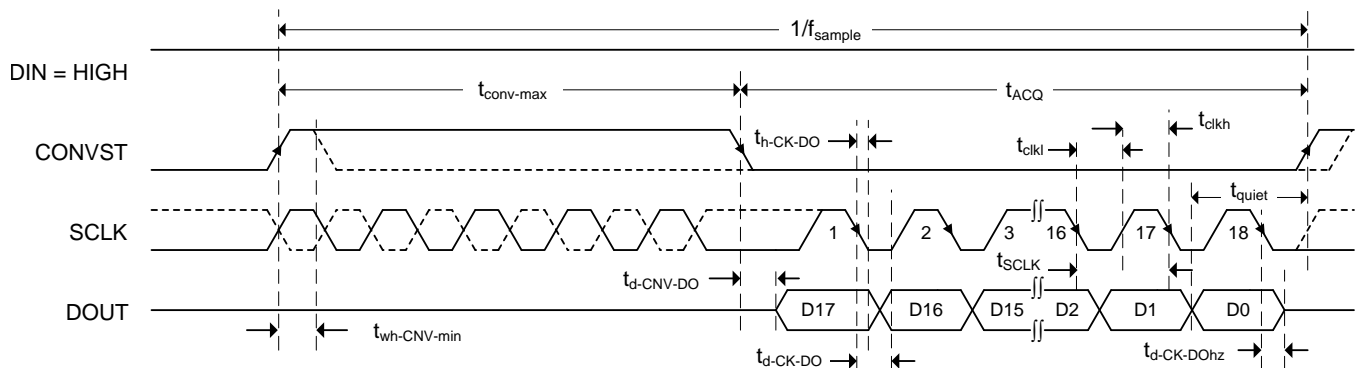 1/fsample
DIN = HIGH
tconv-max
tACQ
CONVST
th-CK-DO
tclkl
tclkh
tquiet
SCLK
1 2 3 16 17 18
tSCLK
td-CNV-DO
DOUT
D17 D16 D15 D2 D1 D0
twh-CNV-min
td-CK-DO
td-CK-DOhz